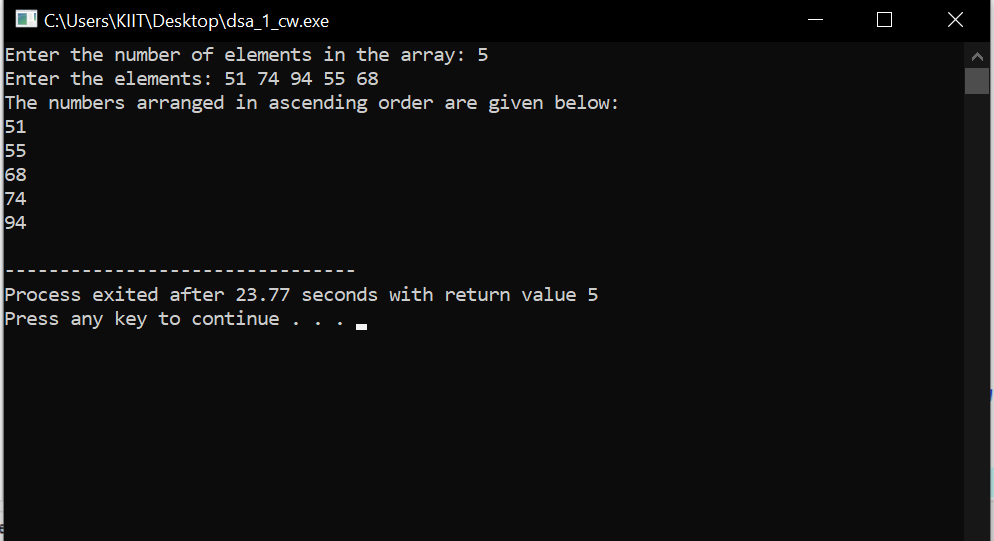 C:\Users\KIIT\Desktop\dsa_1_cw.exe
Enter the number of elements in the array: 5
Enter the elements: 51 74 94 55 68
The numbers arranged in ascending order are given below:
51
55
68
74
94
--------------------------------
Process exited after 23.77 seconds with return value 5
Press any key to continue . . .